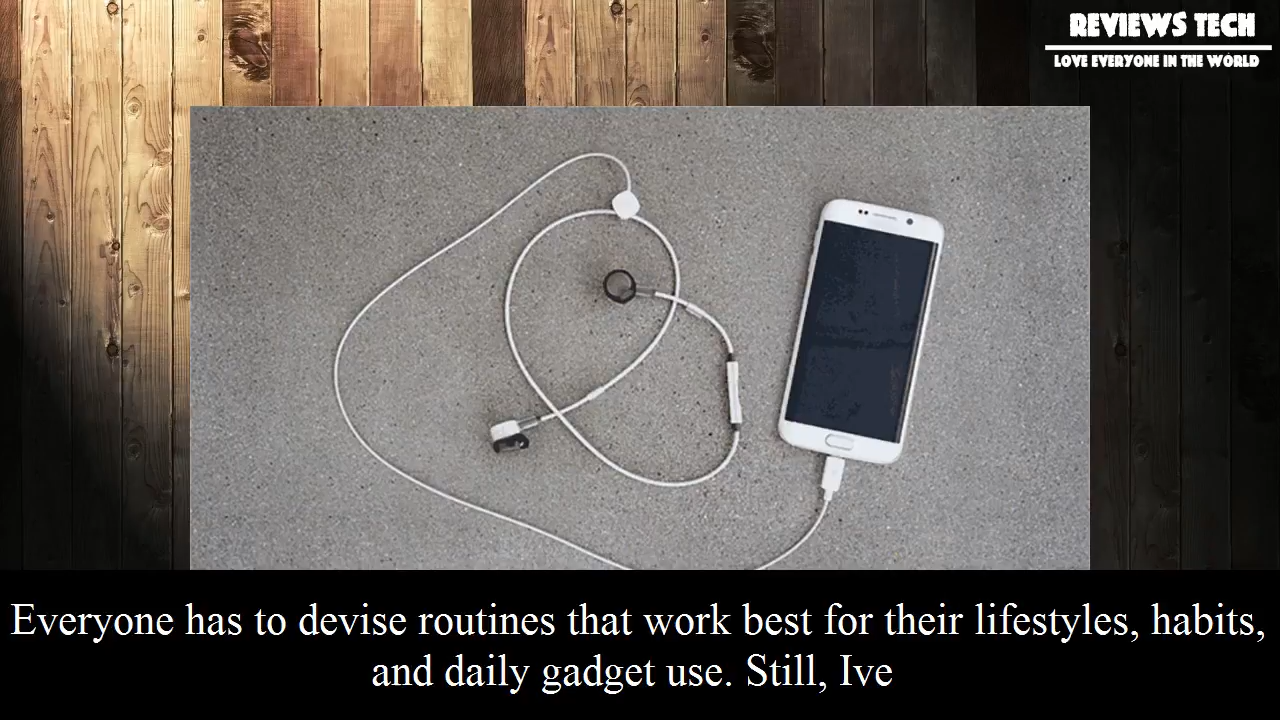 REVIEWS TECH
LOVE EVERYONE IN THE WORLD
Everyone has to devise routines that work best for their lifestyles, habits,
and daily gadget use. Still, Ive